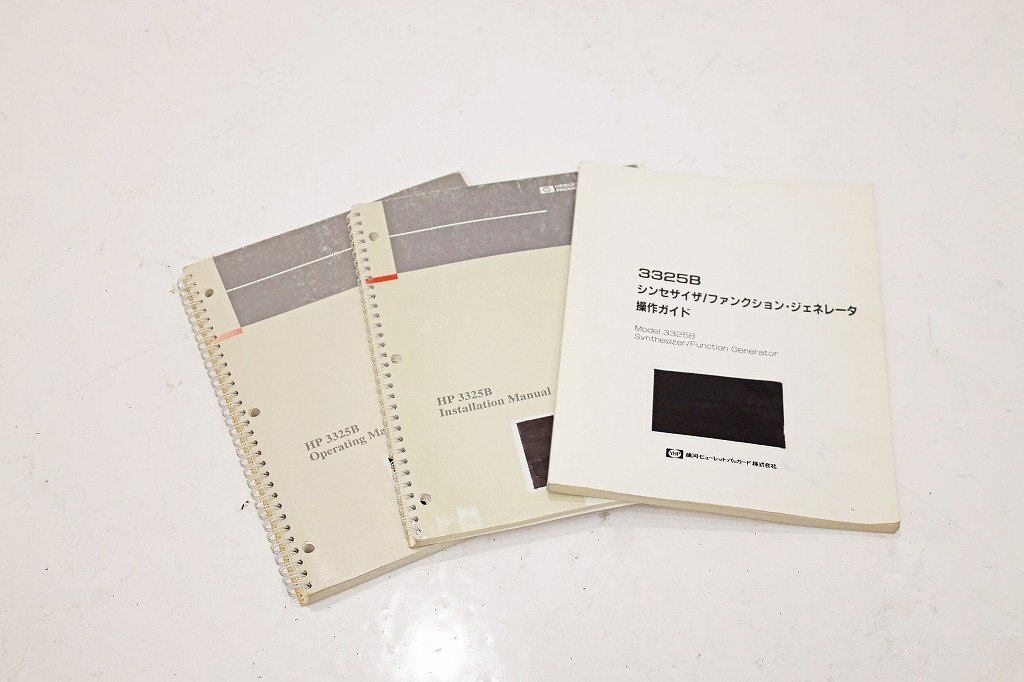 HP 3325B
Operating
HP 3325B
Installation Manual
3325B
シンセサイザ/ファンクション・ジェネレータ
操作ガイド
Model 3325B
Synthesizer/Function Generator
YHP 横河・ヒューレット・パッカード株式会社